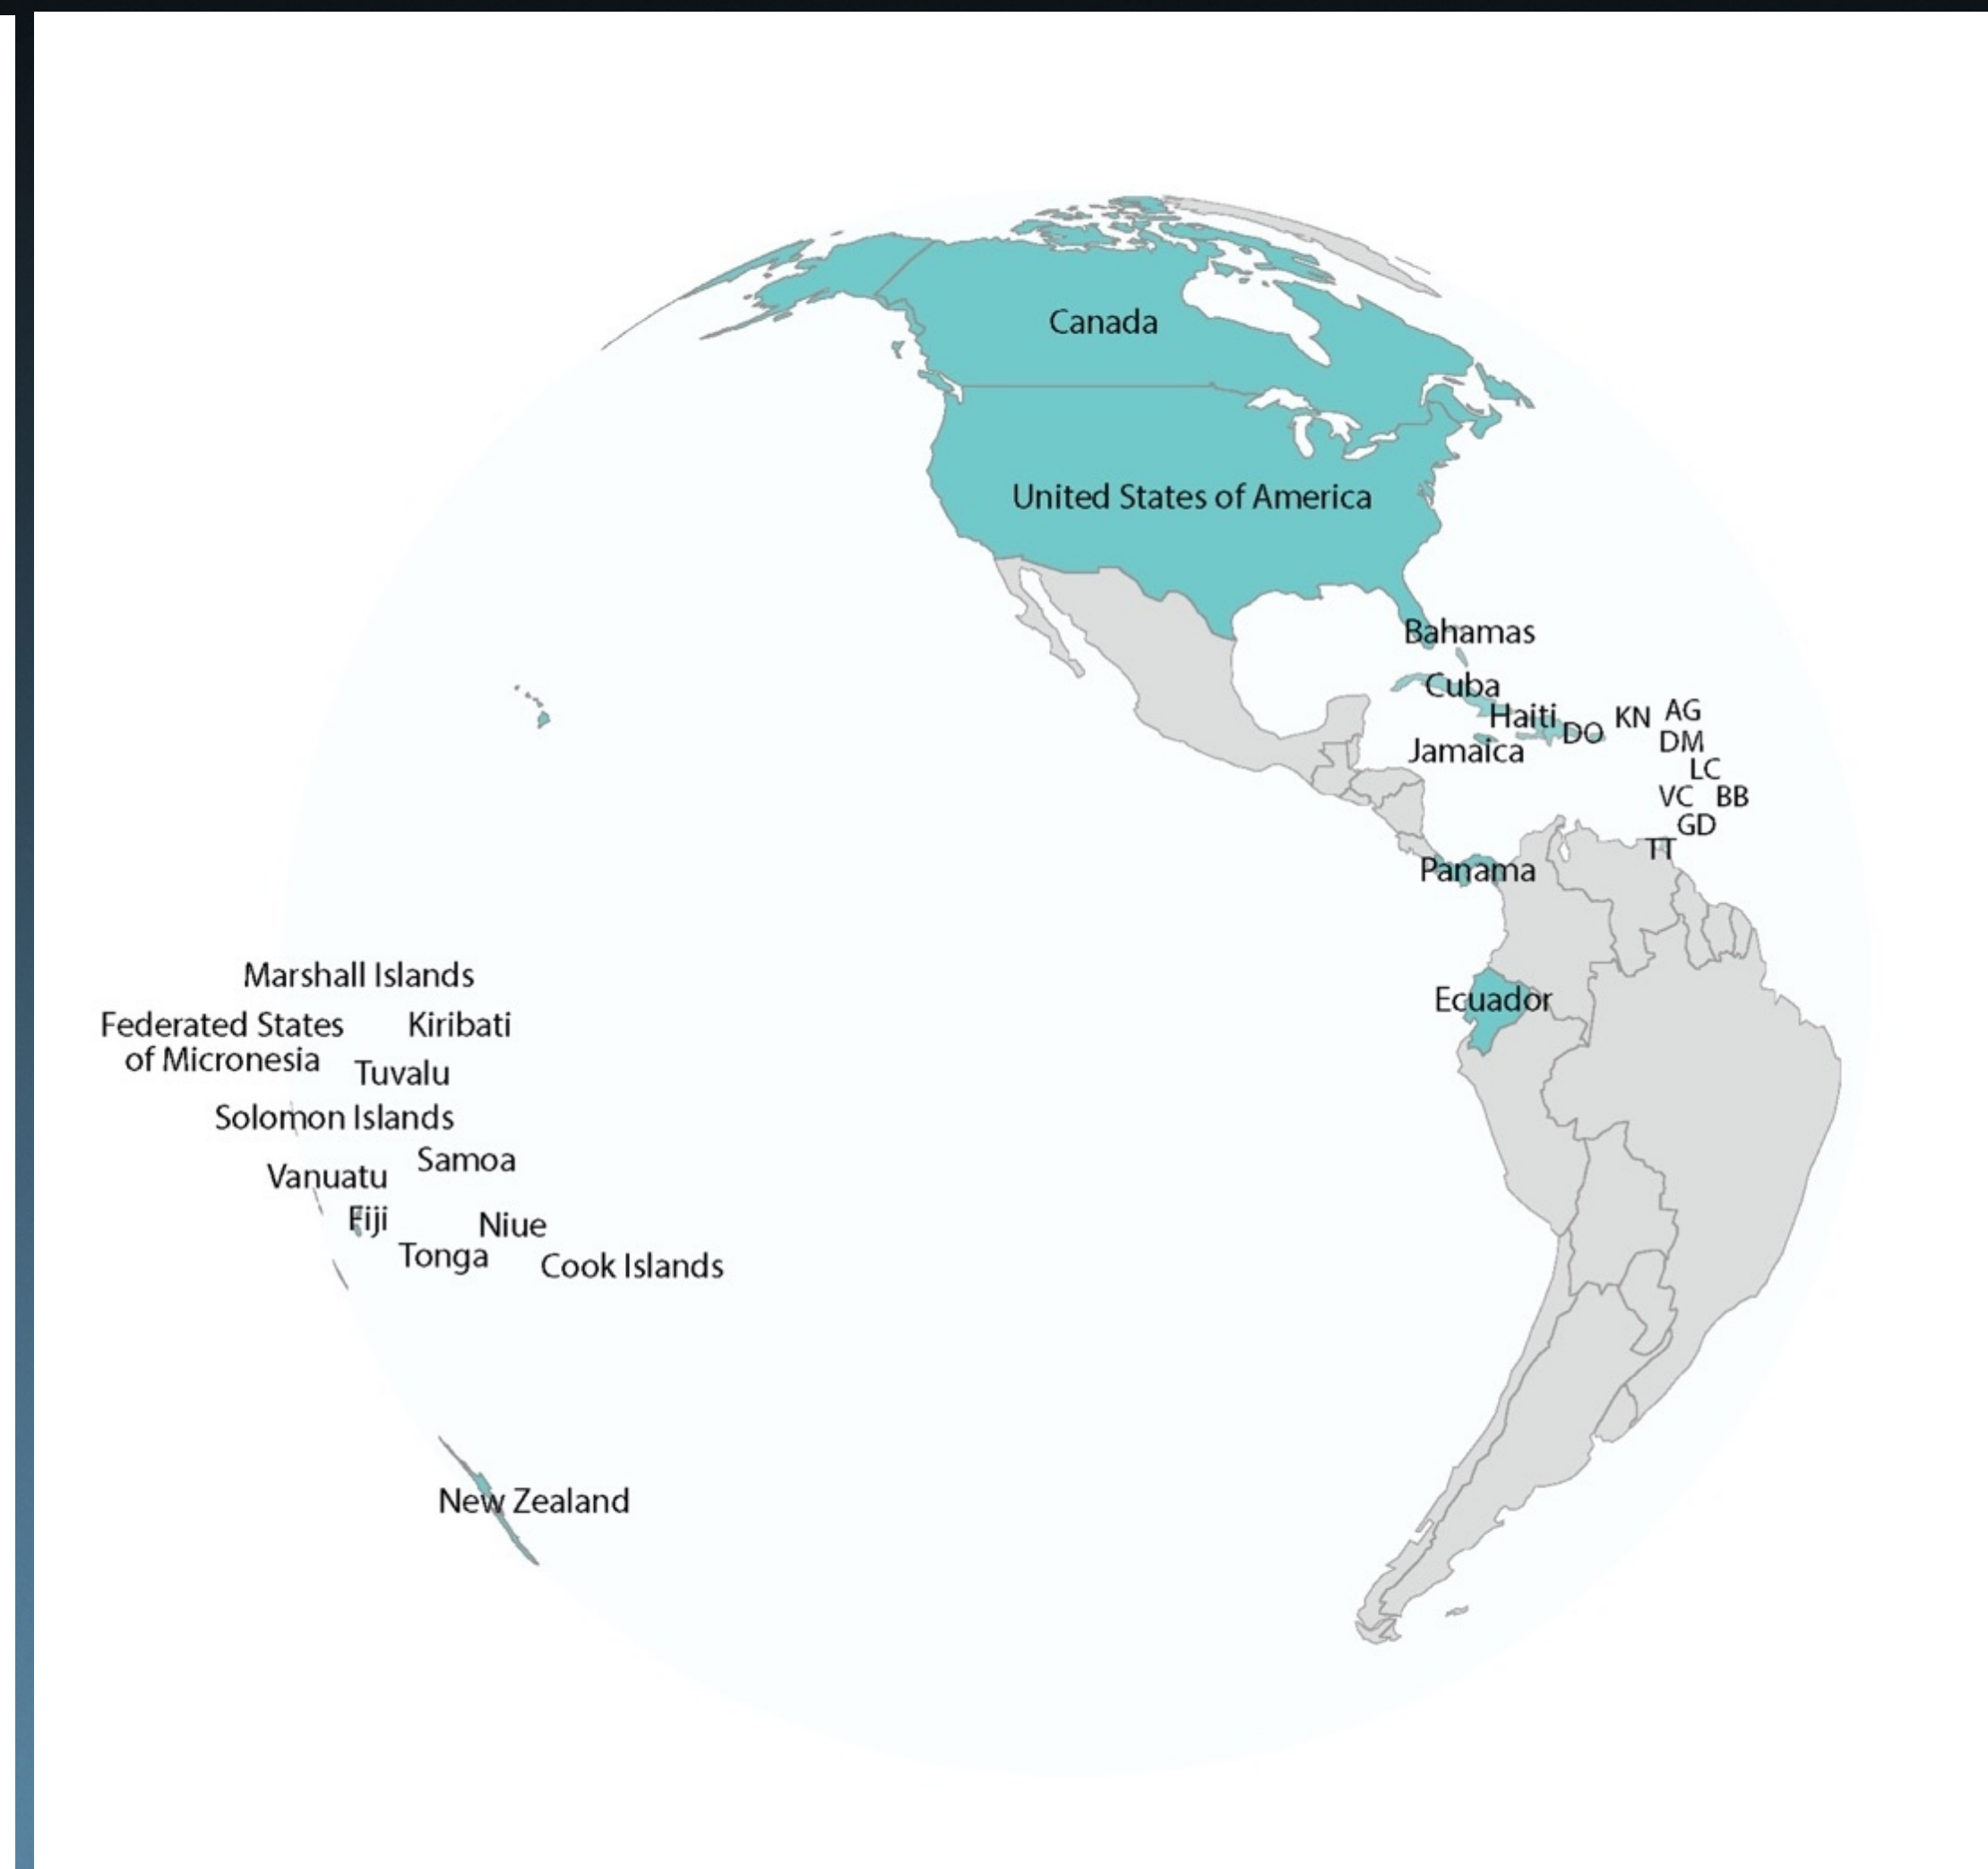 Canada
United States of America
Bahamas
Cuba
Haiti
DO
KN
AG
Jamaica
DM
LC
VC
BB
GD
TT
Panama
Ecuador
Marshall Islands
Federated States
of Micronesia
Kiribati
Tuvalu
Solomon Islands
Samoa
Vanuatu
Fiji
Niue
Tonga
Cook Islands
New Zealand